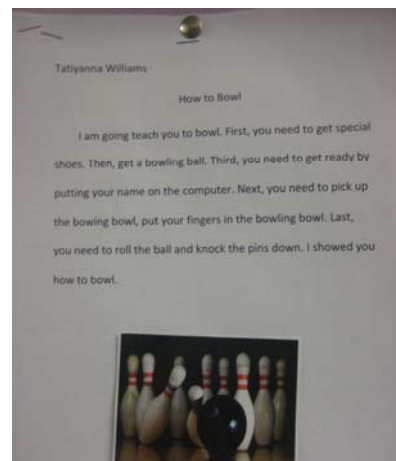 Tatiyanna Williams
How to Bowl
I am going teach you to bowl. First, you need to get special
shoes. Then, get a bowling ball. Third, you need to get ready by
putting your name on the computer. Next, you need to pick up
the bowing bowl, put your fingers in the bowling bowl. Last,
you need to roll the ball and knock the pins down. I showed you
how to bowl.